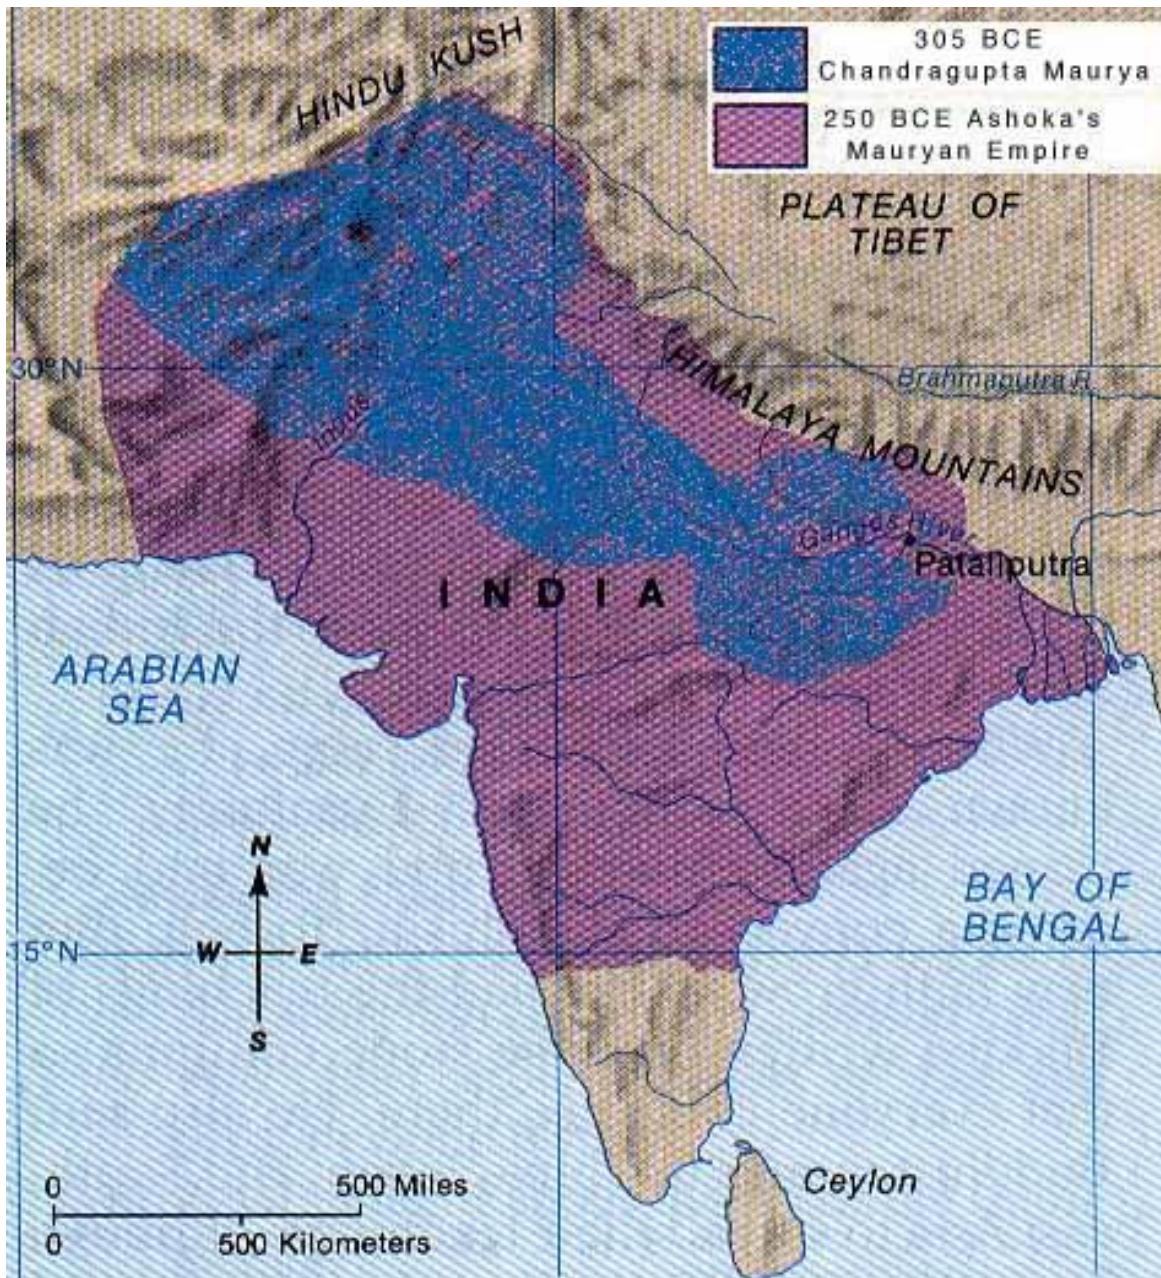 305 BCE
Chandragupta Maurya
250 BCE Ashoka's
Mauryan Empire
HINDU KUSH
PLATEAU OF
TIBET
30°N
HIMALAYA MOUNTAINS
Brahmaputra R.
Indus
Ganges River
Pataliputra
INDIA
ARABIAN
SEA
BAY OF
BENGAL
N
W E
S
15°N
Ceylon
0 500 Miles
0 500 Kilometers